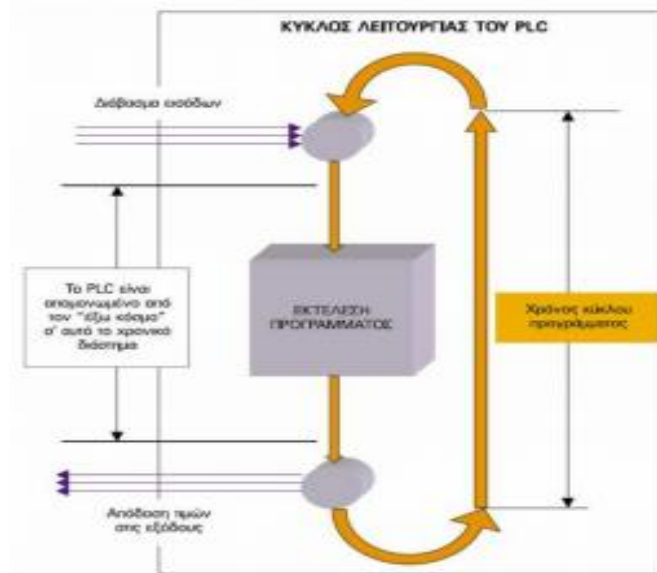 ΚΥΚΛΟΣ ΛΕΙΤΟΥΡΓΙΑΣ ΤΟΥ PLC
Διάβασμα εισόδων
Το PLC είναι
απομονωμένο από
τον "έξω κόσμο"
σ' αυτό το χρονικό
διάστημα
ΕΚΤΕΛΕΣΗ
ΠΡΟΓΡΑΜΜΑΤΟΣ
Χρόνος κύκλου
προγράμματος
Απόδοση τιμών
στις εξόδους